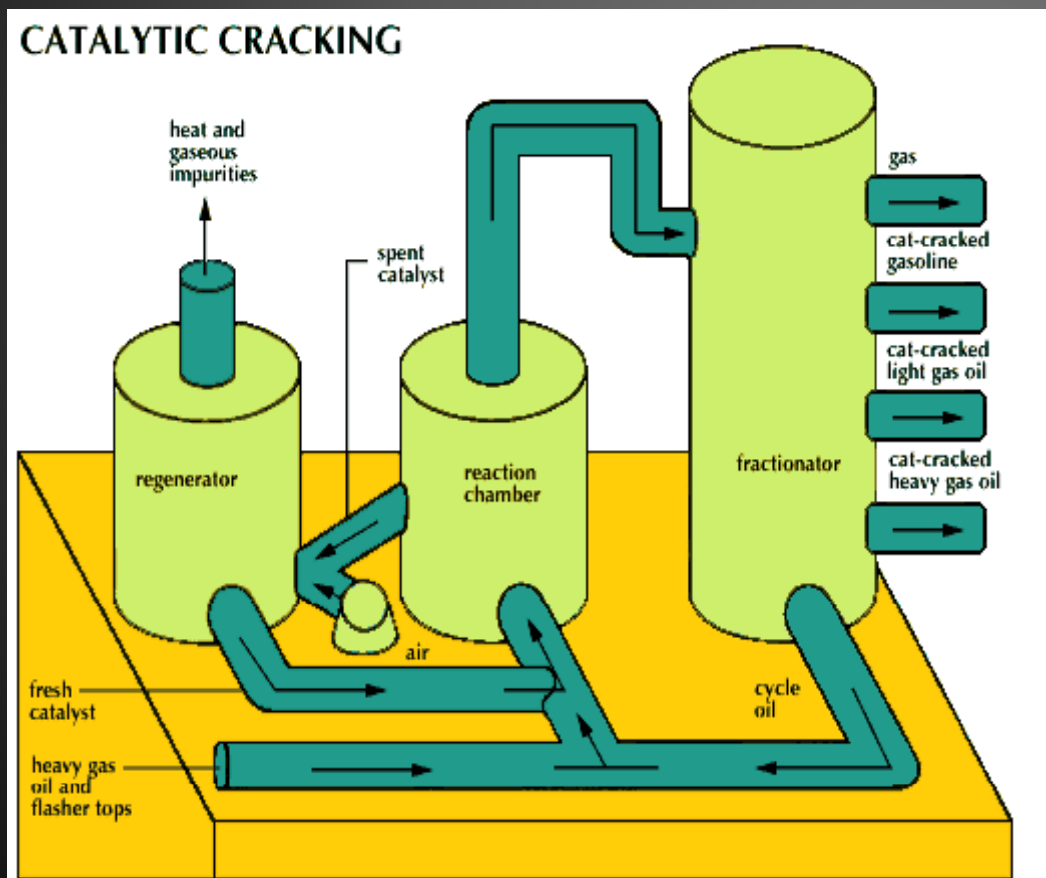 CATALYTIC CRACKING
heat and
gaseous
impurities
spent
catalyst
gas
cat-cracked
gasoline
cat-cracked
light gas oil
cat-cracked
heavy gas oil
regenerator
reaction
chamber
fractionator
air
fresh
catalyst
cycle
oil
heavy gas
oil and
flasher tops